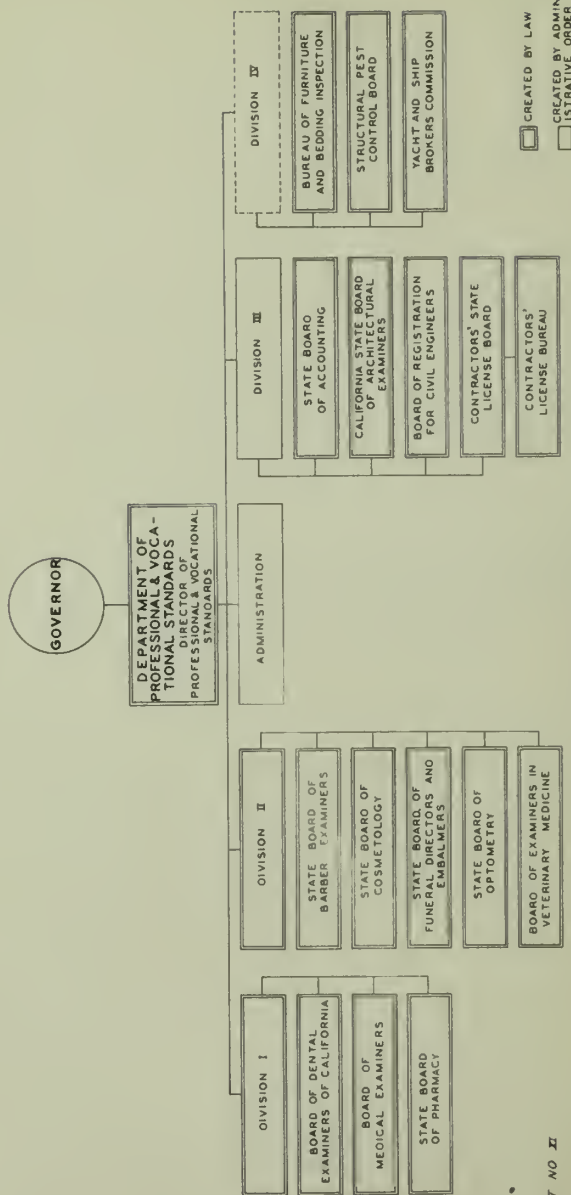 GOVERNOR
DEPARTMENT OF
PROFESSIONAL & VOCA-
TIONAL STANDARDS
DIRECTOR OF
PROFESSIONAL & VOCATIONAL
STANDARDS
ADMINISTRATION
DIVISION I
BOARD OF DENTAL
EXAMINERS OF CALIFORNIA
BOARD OF
MEDICAL EXAMINERS
STATE BOARD
OF PHARMACY
DIVISION II
STATE BOARD OF
BARBER EXAMINERS
STATE BOARD OF
COSMETOLOGY
STATE BOARD OF
FUNERAL DIRECTORS AND
EMBALMERS
STATE BOARD OF
OPTOMETRY
BOARD OF EXAMINERS IN
VETERINARY MEDICINE
DIVISION III
STATE BOARD
OF ACCOUNTING
CALIFORNIA STATE BOARD
OF ARCHITECTURAL
EXAMINERS
BOARD OF REGISTRATION
FOR CIVIL ENGINEERS
CONTRACTORS' STATE
LICENSE BOARD
CONTRACTORS'
LICENSE BUREAU
DIVISION IV
BUREAU OF FURNITURE
AND BEDDING INSPECTION
STRUCTURAL PEST
CONTROL BOARD
YACHT AND SHIP
BROKERS COMMISSION
CREATED BY LAW
CREATED BY ADMIN
ISTRATIVE ORDER
T NO XI